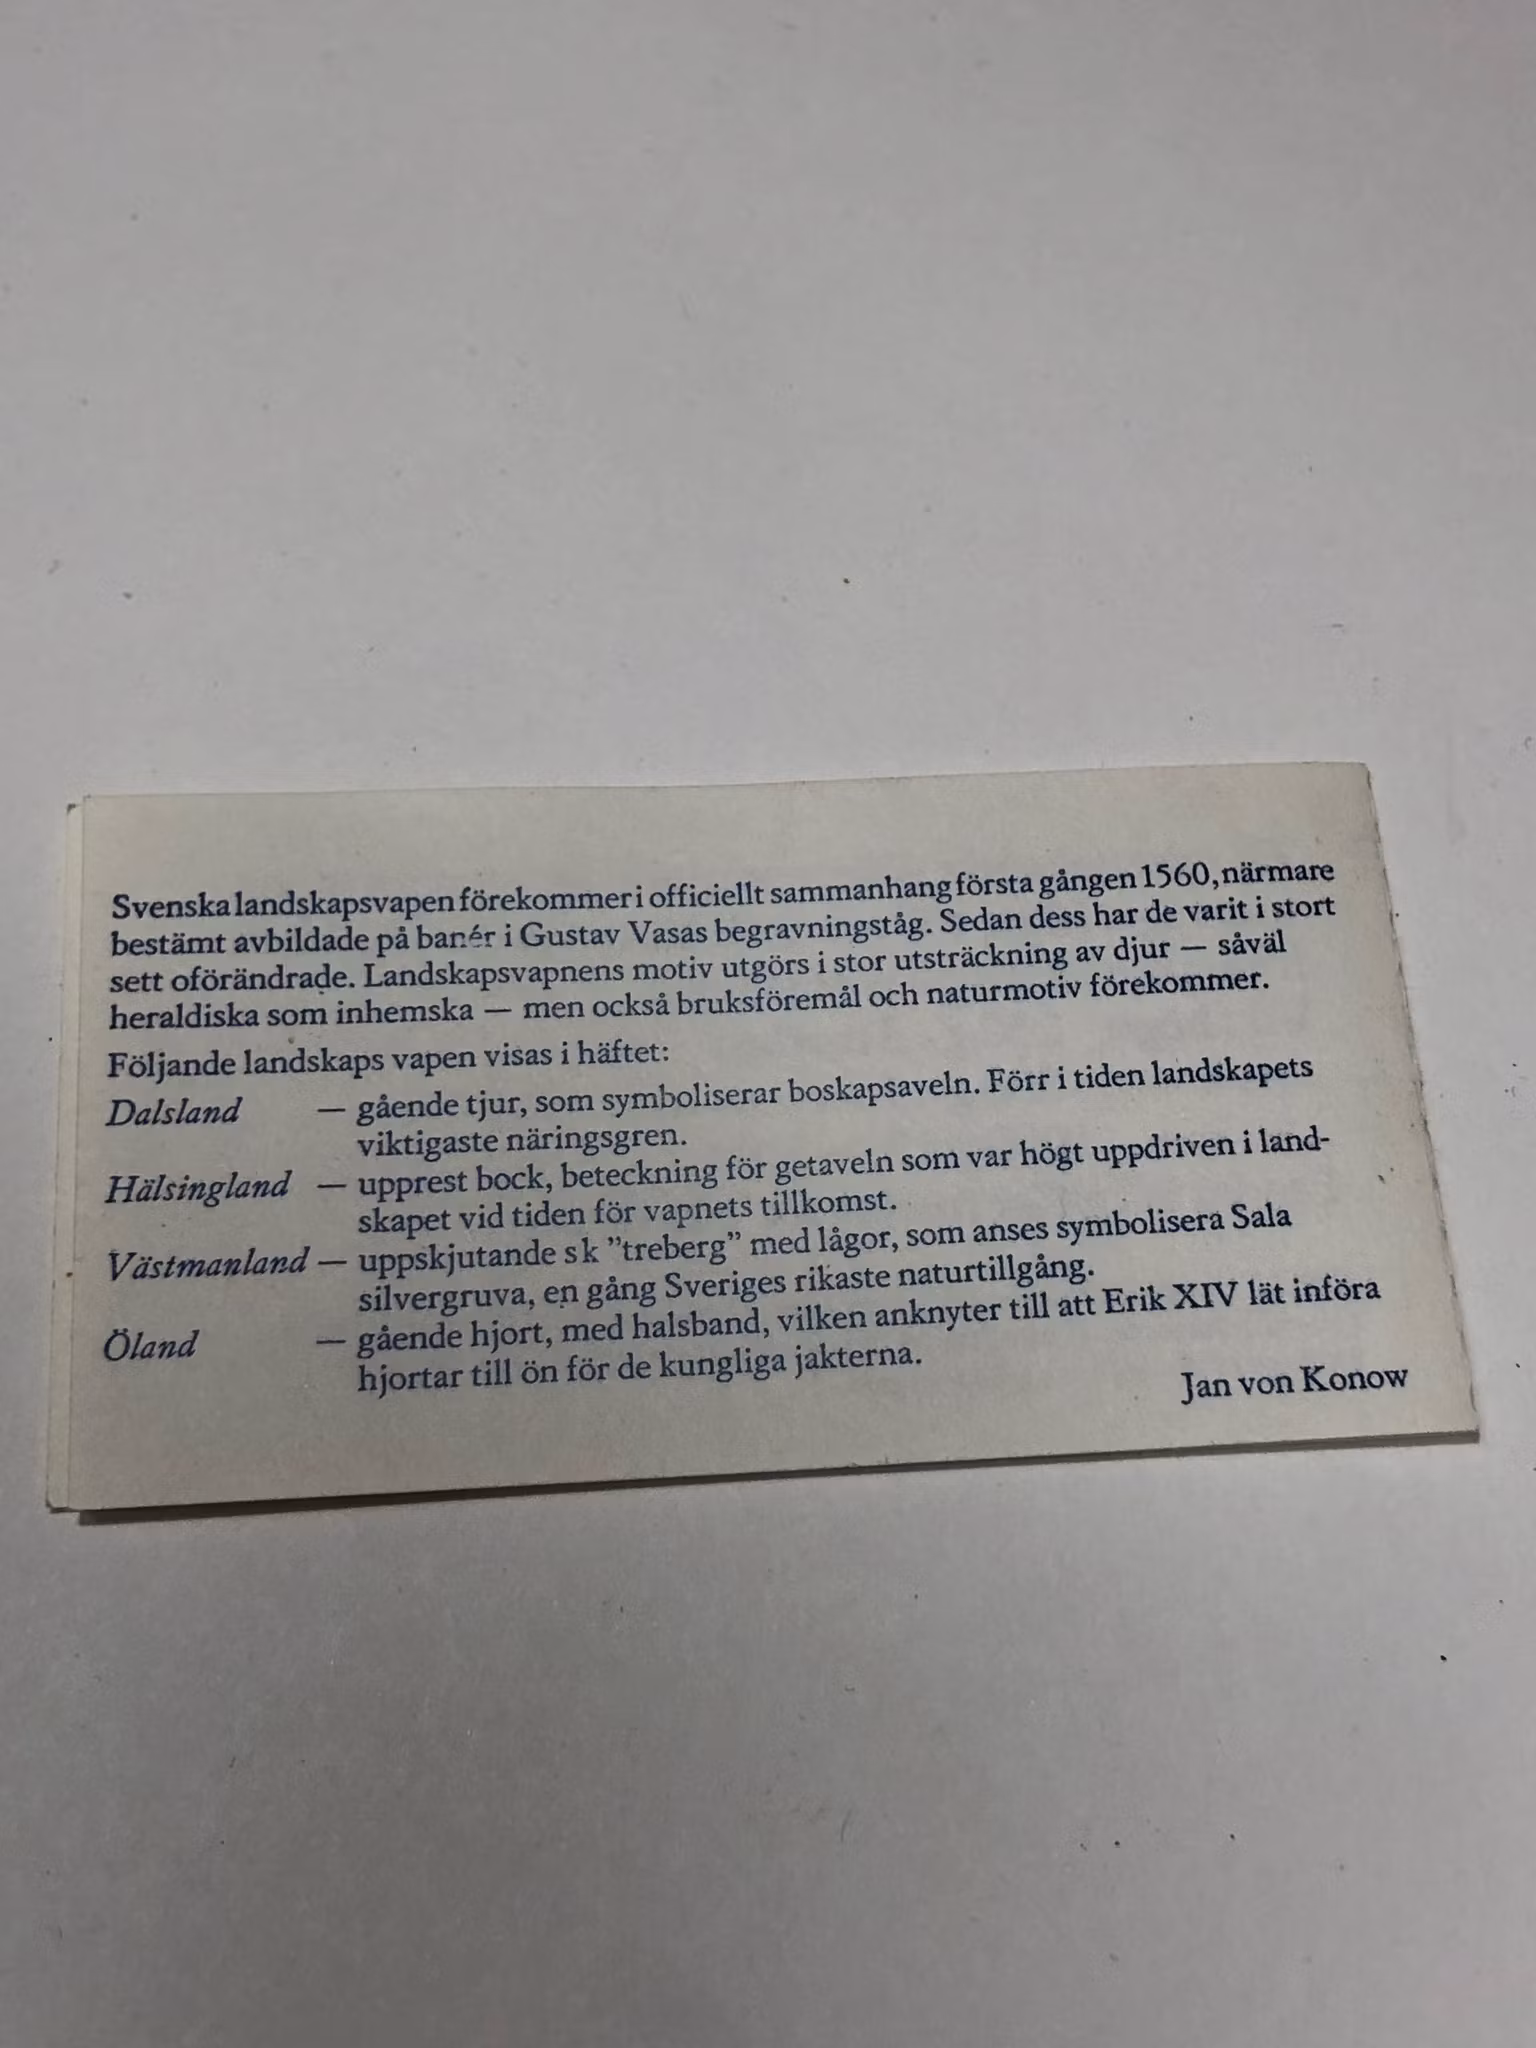 Svenska landskapsvapen förekommer i officiellt sammanhang första gången 1560, närmare
bestämt avbildade på banér i Gustav Vasas begravningståg. Sedan dess har de varit i stort
sett oförändrade. Landskapsvapnens motiv utgörs i stor utsträckning av djur — såväl
heraldiska som inhemska — men också bruksföremål och naturmotiv förekommer.
Följande landskaps vapen visas i häftet:
Dalsland — gående tjur, som symboliserar boskapsaveln. Förr i tiden landskapets
viktigaste näringsgren.
Hälsingland — upprest bock, beteckning för getaveln som var högt uppdriven i land-
skapet vid tiden för vapnets tillkomst.
Västmanland — uppskjutande s k ”treberg” med lågor, som anses symbolisera Sala
silvergruva, en gång Sveriges rikaste naturtillgång.
Öland — gående hjort, med halsband, vilken anknyter till att Erik XIV lät införa
hjortar till ön för de kungliga jakterna.
Jan von Konow